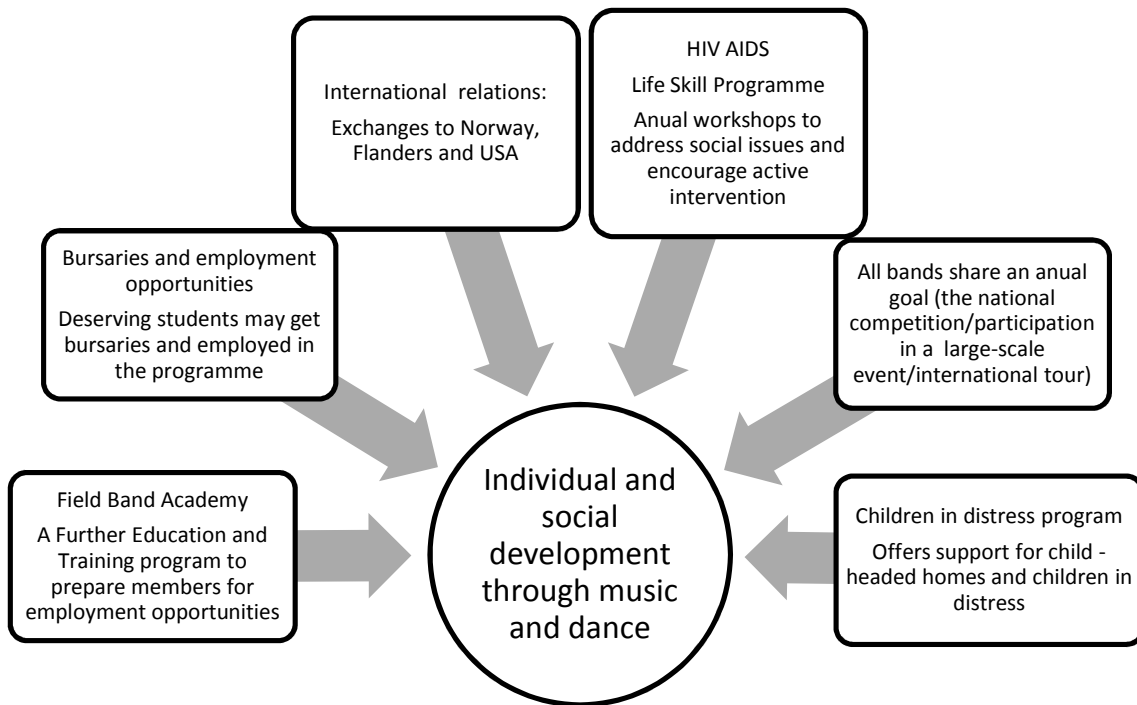 International  relations:
Exchanges to Norway,
Flanders and USA
HIV AIDS
Life Skill Programme
Anual workshops to
address social issues and
encourage active
intervention
Bursaries and employment
opportunities
Deserving students may get
bursaries and employed in
the programme
All bands share an anual
goal (the national
competition/participation
in a  large-scale
event/international tour)
Field Band Academy
A Further Education and
Training program to
prepare members for
employment opportunities
Individual and
social
development
through music
and dance
Children in distress program
Offers support for child -
headed homes and children in
distress